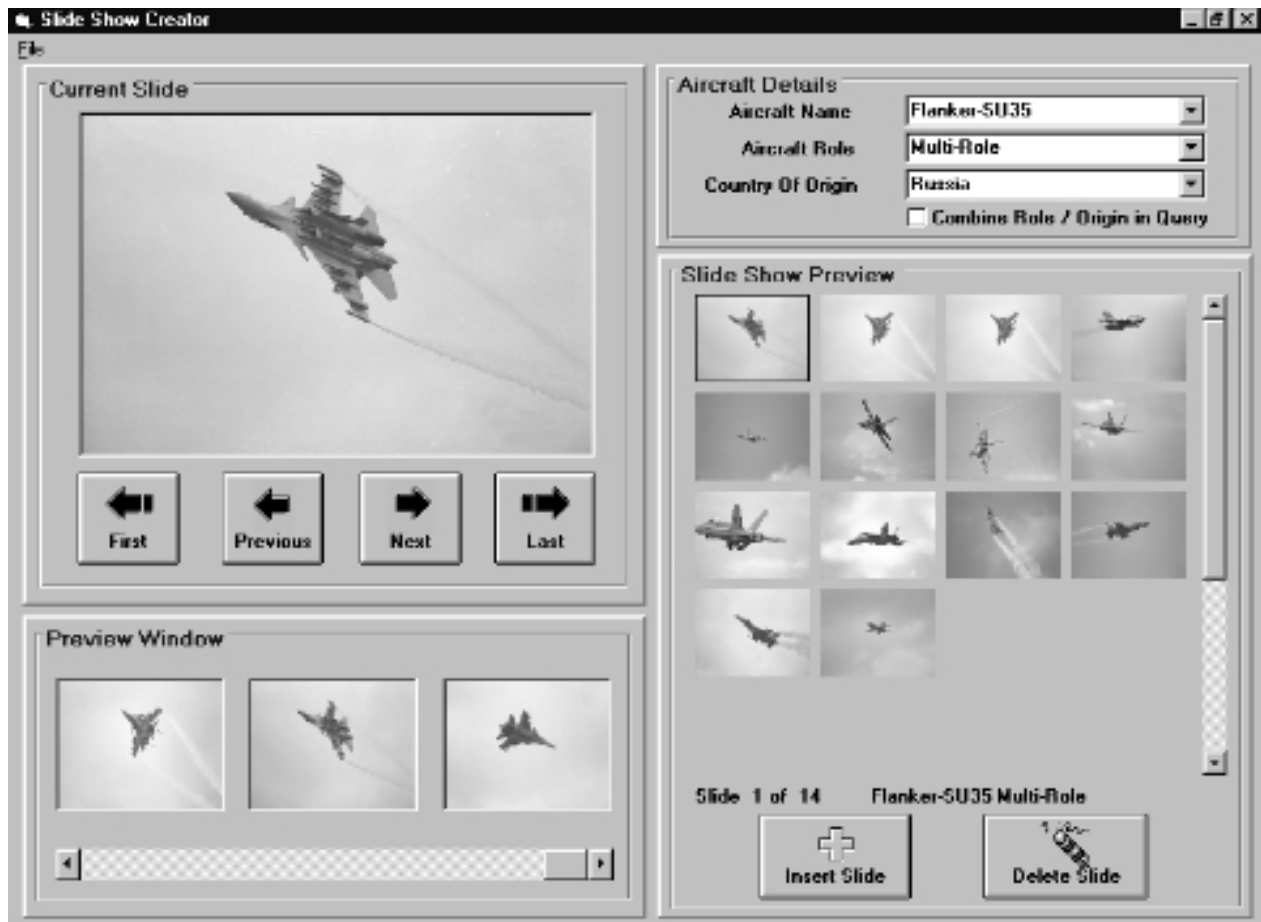 Slide Show Creator
File
Current Slide
First
Previous
Next
Last
Preview Window
Aircraft Details
Aircraft Name
Flanker-SU35
Aircraft Role
Multi-Role
Country Of Origin
Russia
Combine Role / Origin in Query
Slide Show Preview
Slide 1 of 14 Flanker-SU35 Multi-Role
Insert Slide
Delete Slide